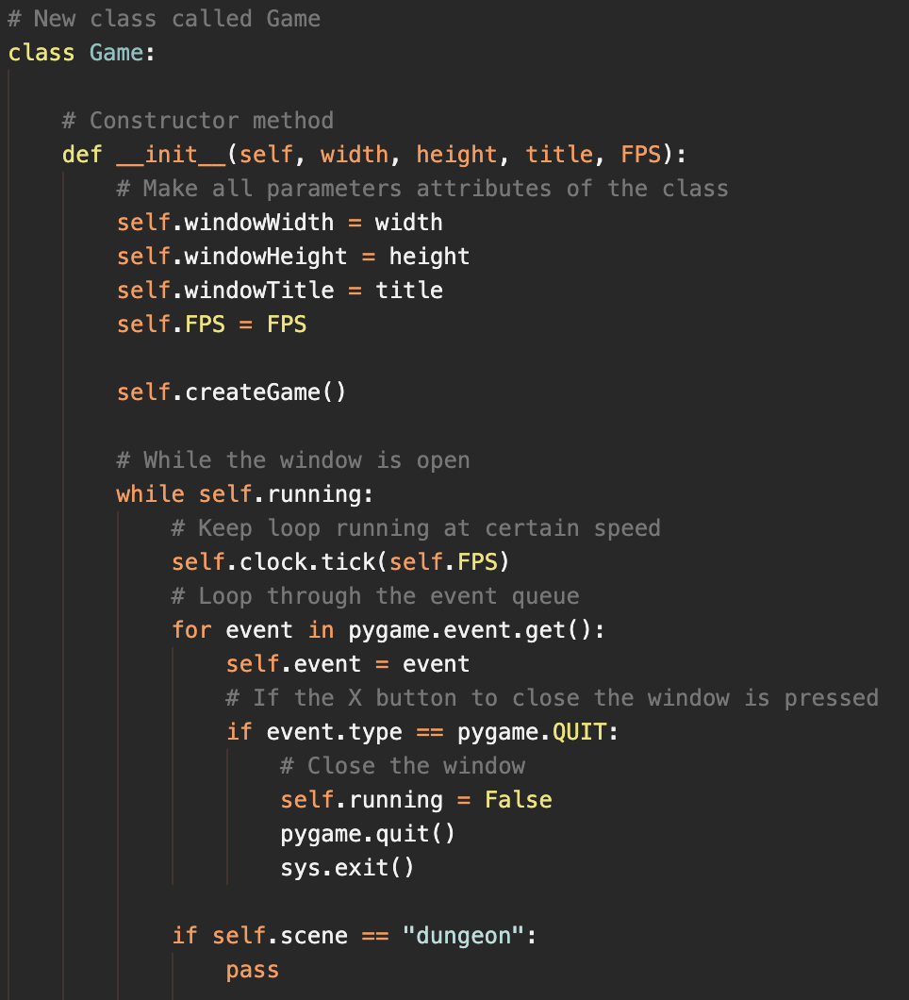 # New class called Game
class Game:
# Constructor method
def __init__(self, width, height, title, FPS):
# Make all parameters attributes of the class
self.windowWidth = width
self.windowHeight = height
self.windowTitle = title
self.FPS = FPS
self.createGame()
# While the window is open
while self.running:
# Keep loop running at certain speed
self.clock.tick(self.FPS)
# Loop through the event queue
for event in pygame.event.get():
self.event = event
# If the X button to close the window is pressed
if event.type == pygame.QUIT:
# Close the window
self.running = False
pygame.quit()
sys.exit()
if self.scene == "dungeon":
pass